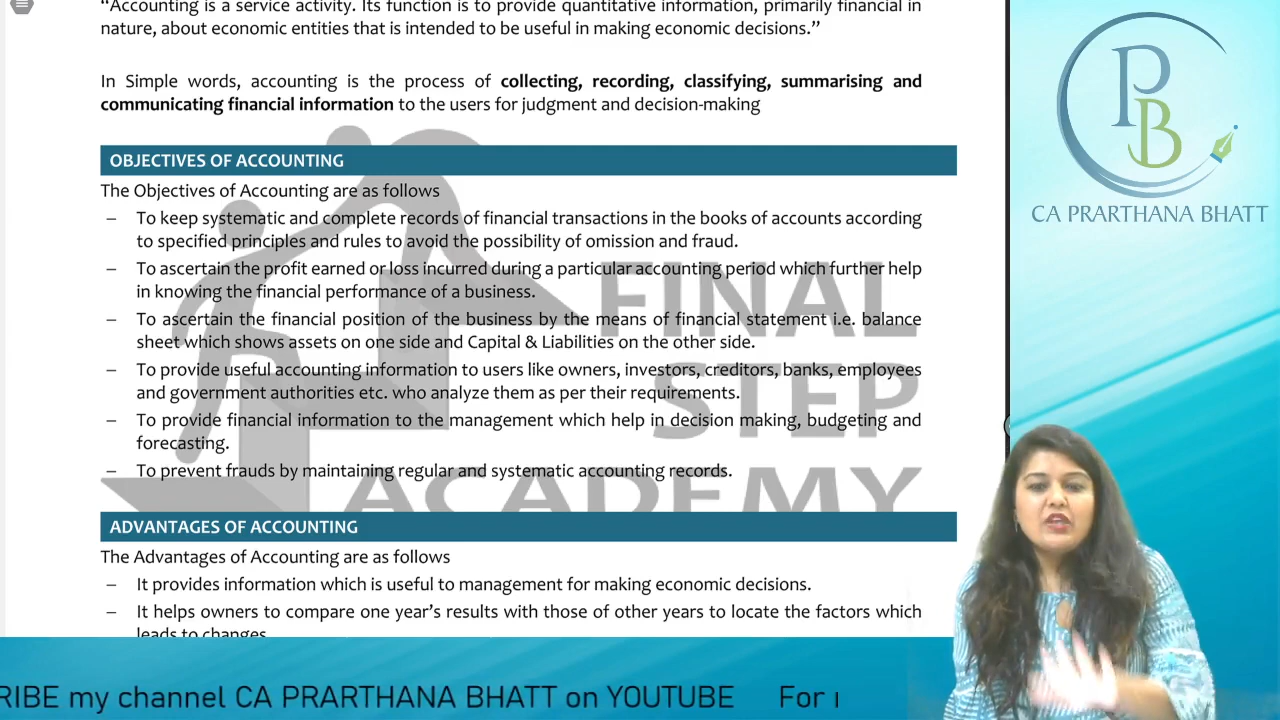 “Accounting is a service activity. Its function is to provide quantitative information, primarily financial in
nature, about economic entities that is intended to be useful in making economic decisions.”
In Simple words, accounting is the process of collecting, recording, classifying, summarising and
communicating financial information to the users for judgment and decision-making
OBJECTIVES OF ACCOUNTING
The Objectives of Accounting are as follows
– To keep systematic and complete records of financial transactions in the books of accounts according
to specified principles and rules to avoid the possibility of omission and fraud.
– To ascertain the profit earned or loss incurred during a particular accounting period which further help
in knowing the financial performance of a business.
– To ascertain the financial position of the business by the means of financial statement i.e. balance
sheet which shows assets on one side and Capital & Liabilities on the other side.
– To provide useful accounting information to users like owners, investors, creditors, banks, employees
and government authorities etc. who analyze them as per their requirements.
– To provide financial information to the management which help in decision making, budgeting and
forecasting.
– To prevent frauds by maintaining regular and systematic accounting records.
ADVANTAGES OF ACCOUNTING
The Advantages of Accounting are as follows
– It provides information which is useful to management for making economic decisions.
– It helps owners to compare one year’s results with those of other years to locate the factors which
leads to changes
FINAL
STEP
ACADEMY
PB
CA PRARTHANA BHATT
RIBE my channel CA PRARTHANA BHATT on YOUTUBE For